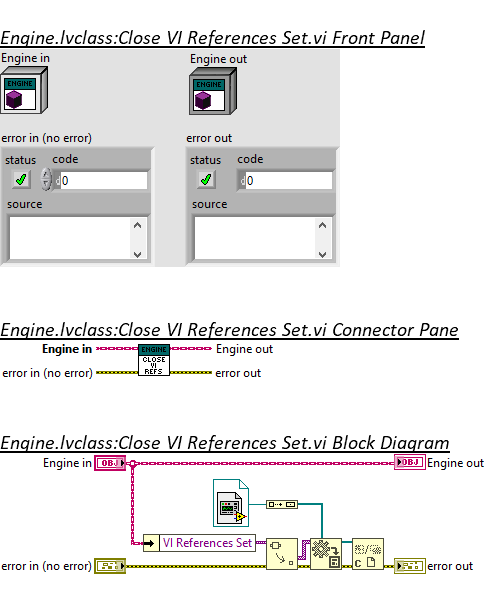 Engine.lvclass:Close VI References Set.vi Front Panel
Engine in Engine out
ENGINE ENGINE
error in (no error) error out
status code status code
d 0 d 0
source source
Engine.lvclass:Close VI References Set.vi Connector Pane
Engine in ENGINE Engine out
CLOSE
VI
error in (no error) REFS error out
Engine.lvclass:Close VI References Set.vi Block Diagram
Engine in OBJ OBJ Engine out
VI References Set
error in (no error) C error out